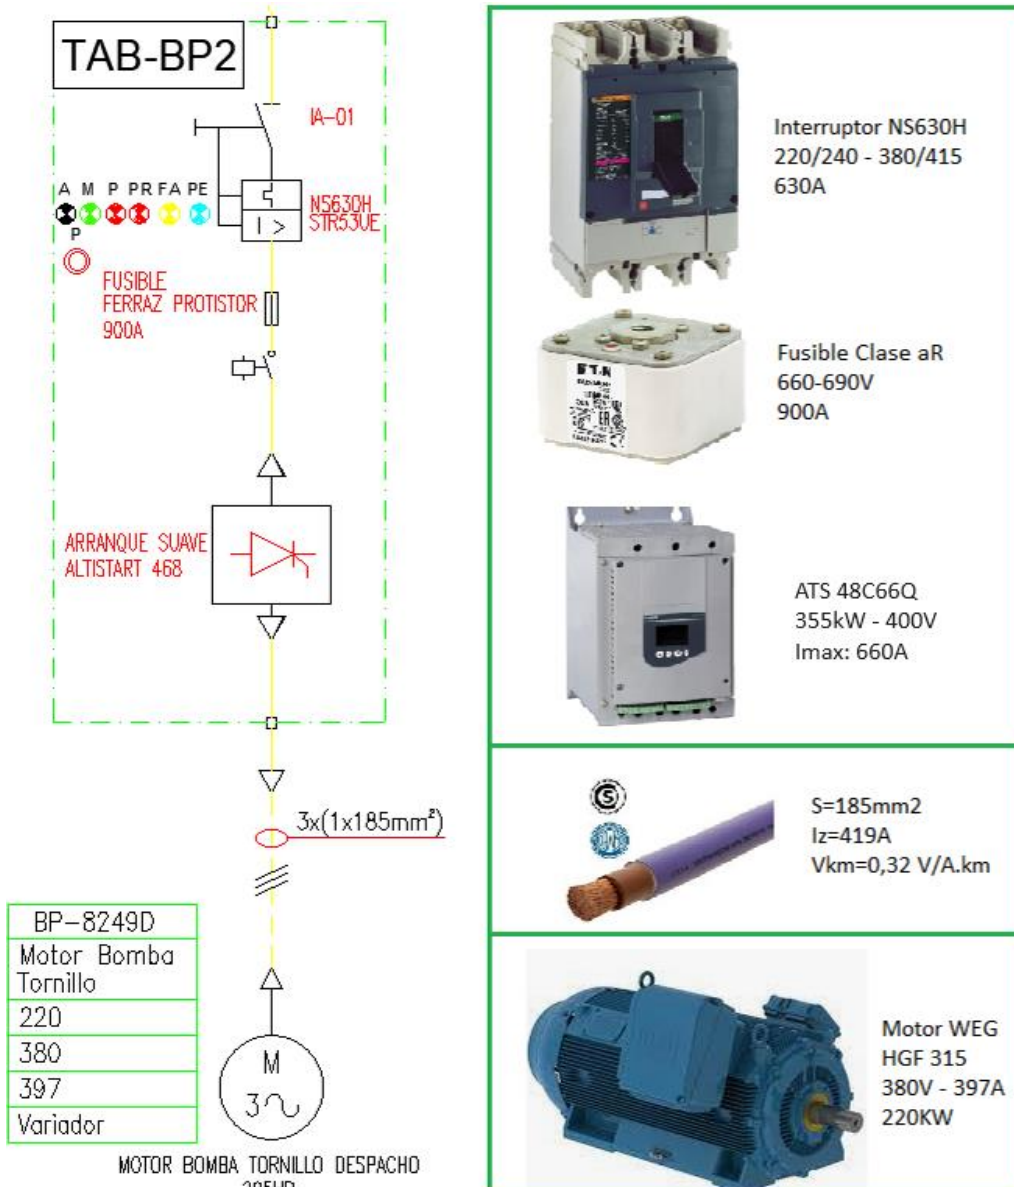 TAB-BP2
IA-01
A M P PR FA PE
P
NS630H
STR53UE
FUSIBLE
FERRAZ PROTISTOR
900A
ARRANQUE SUAVE
ALTISTART 468
3x(1x185mm²)
BP-8249D
Motor Bomba
Tornillo
220
380
397
Variador
M
3
MOTOR BOMBA TORNILLO DESPACHO
Interruptor NS630H
220/240 - 380/415
630A
Fusible Clase aR
660-690V
900A
ATS 48C66Q
355kW - 400V
Imax: 660A
S=185mm2
Iz=419A
Vkm=0,32 V/A.km
Motor WEG
HGF 315
380V - 397A
220KW